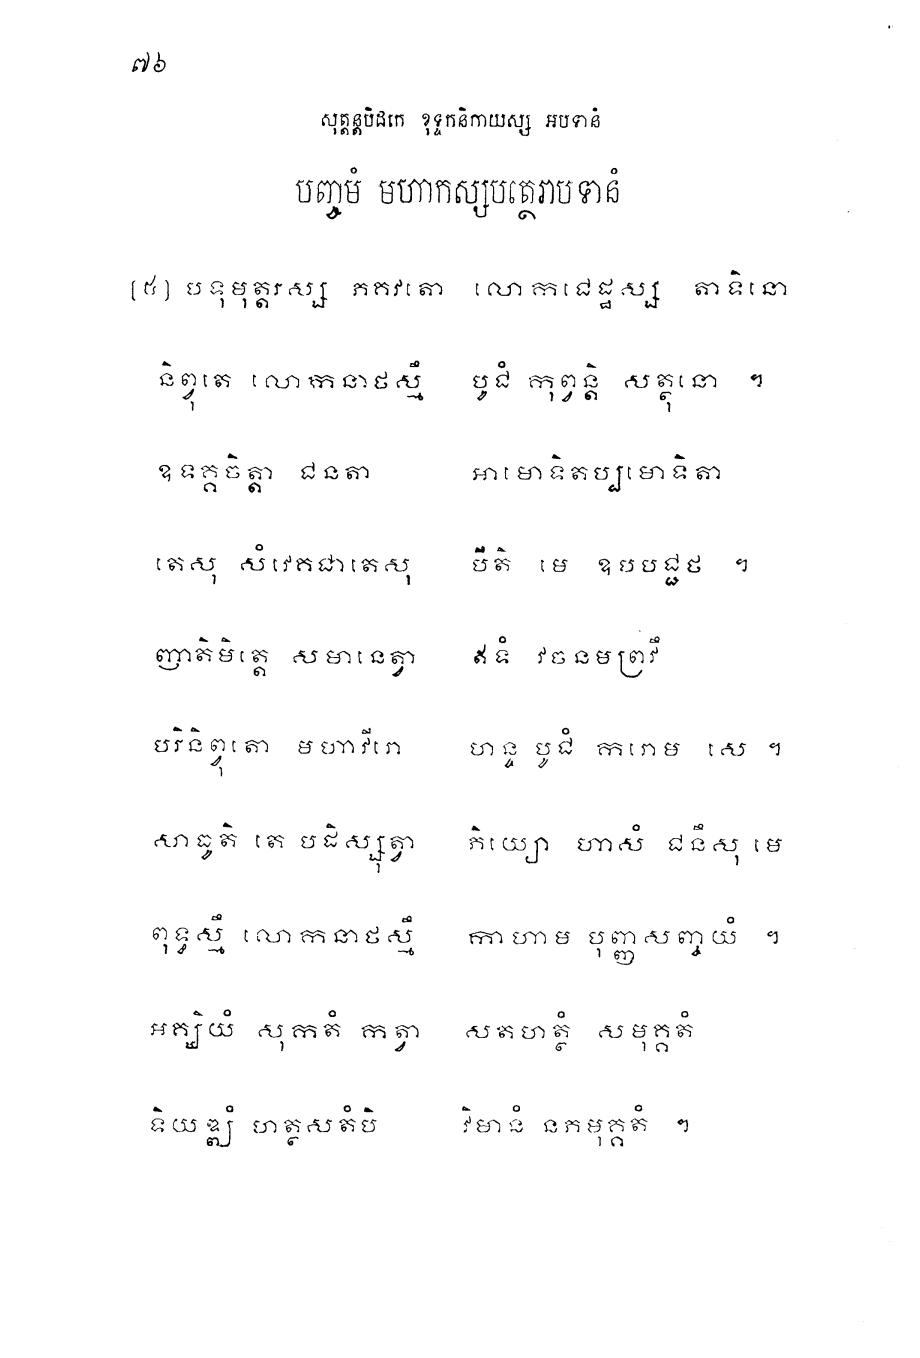 ៧៦
សុត្តន្តបិដកេ ខុទ្ទកនិកាយស្ស អបទានំ
បញ្ចមំ មហាកស្សបត្ថេរាបទានំ
[៥] បទុមុត្តរស្ស ភគវតោ លោកជេដ្ឋស្ស តាទិនោ
និព្វុតេ លោកនាថស្មឹ បូជំ កុព្វន្តិ សត្ថុនោ ។
ឧទគ្គចិត្តា ជនតា អាមោទិតប្បមោទិតា
តេសុ សំវេគជាតេសុ បីតិ មេ ឧបបជ្ជថ ។
ញាតិមិត្តេ សមានេត្វា ឥទំ វចនមព្រវឹ
បរិនិព្វុតោ មហាវីរោ ហន្ទ បូជំ ករោម សេ ។
សាធូតិ តេ បដិស្សុត្វា ភិយ្យោ ហាសំ ជនឹសុ មេ
ពុទ្ធស្មឹ លោកនាថស្មឹ កាហាម បុញ្ញសញ្ចយំ ។
អគ្ឃិយំ សុកតំ កត្វា សតហត្ថំ សមុគ្គតំ
ទិយឌ្ឍំ ហត្ថសតំបិ វិមានំ នភមុគ្គតំ ។